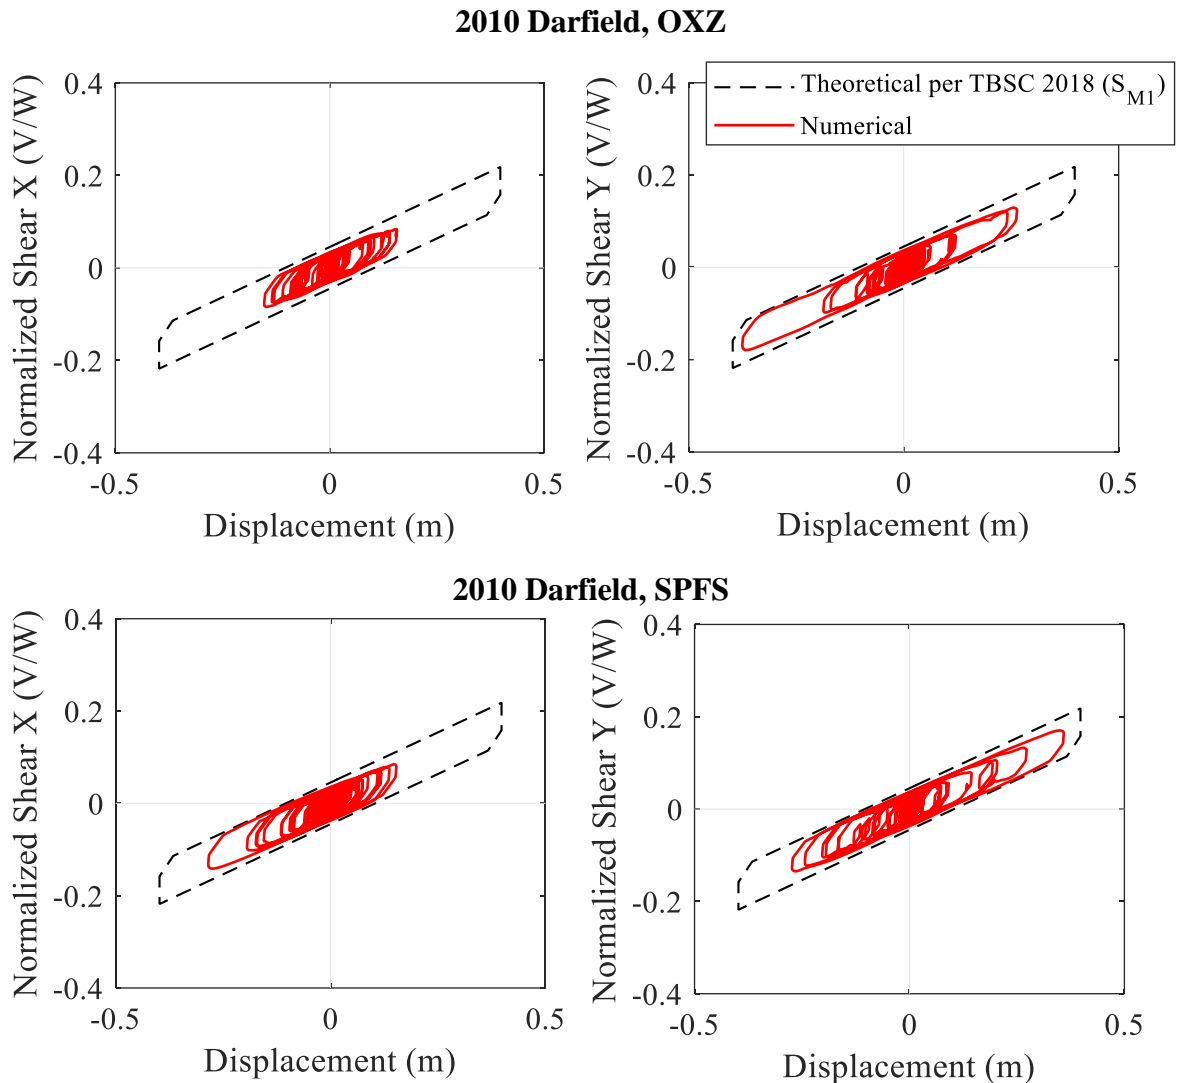 2010 Darfield, OXZ
Normalized Shear X (V/W)
0.4
0.2
0
-0.2
-0.4
-0.5
0
0.5
Displacement (m)
Normalized Shear Y (V/W)
0.4
0.2
0
-0.2
-0.4
-0.5
0
0.5
Displacement (m)
Theoretical per TBSC 2018 (S_M1)
Numerical
2010 Darfield, SPFS
Normalized Shear X (V/W)
0.4
0.2
0
-0.2
-0.4
-0.5
0
0.5
Displacement (m)
Normalized Shear Y (V/W)
0.4
0.2
0
-0.2
-0.4
-0.5
0
0.5
Displacement (m)